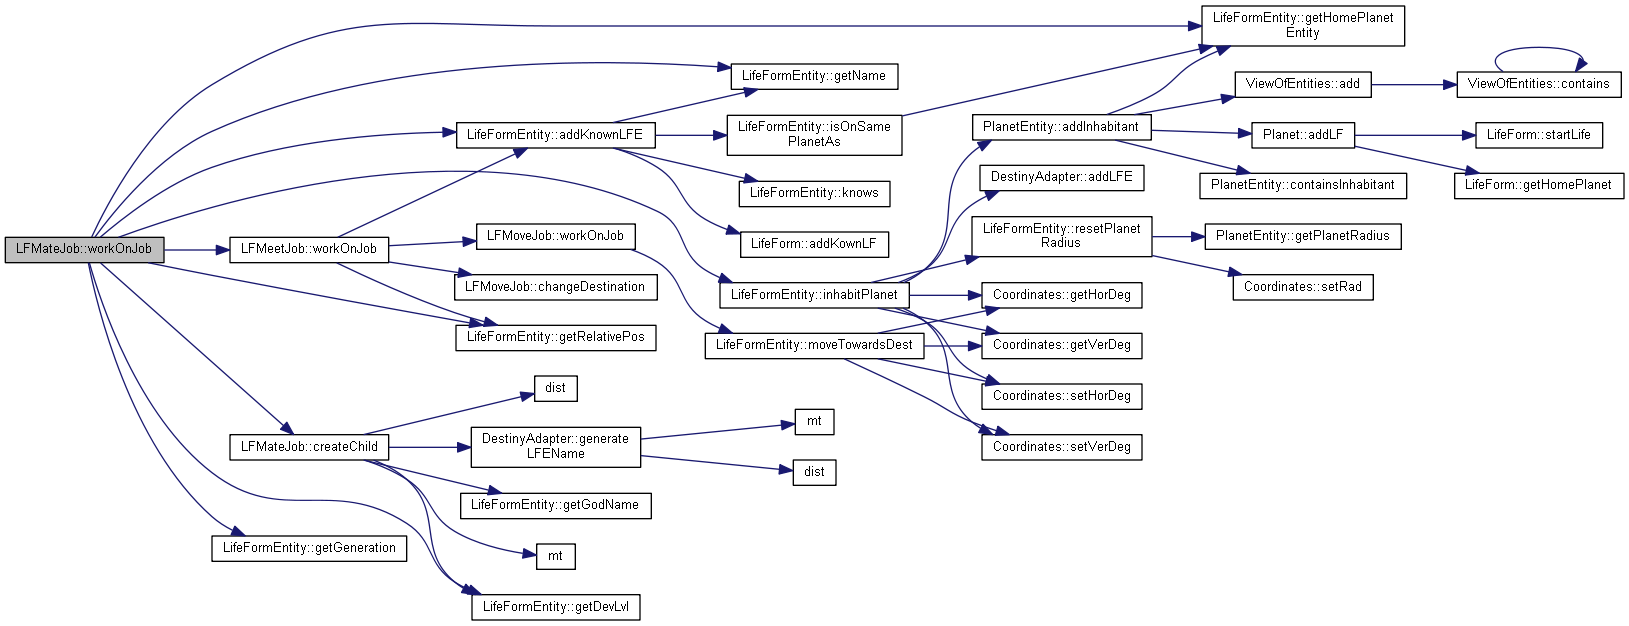 LifeFormEntity::getHomePlanet
Entity
LifeFormEntity::getName
ViewOfEntities::add
ViewOfEntities::contains
LifeFormEntity::addKnownLFE
LifeFormEntity::isOnSame
PlanetAs
PlanetEntity::addInhabitant
Planet::addLF
LifeForm::startLife
DestinyAdapter::addLFE
PlanetEntity::containsInhabitant
LifeForm::getHomePlanet
LifeFormEntity::knows
LFMateJob::workOnJob
LFMeetJob::workOnJob
LFMoveJob::workOnJob
LifeForm::addKownLF
LifeFormEntity::resetPlanet
Radius
PlanetEntity::getPlanetRadius
LFMoveJob::changeDestination
LifeFormEntity::inhabitPlanet
Coordinates::getHorDeg
Coordinates::setRad
LifeFormEntity::getRelativePos
LifeFormEntity::moveTowardsDest
Coordinates::getVerDeg
dist
Coordinates::setHorDeg
LFMateJob::createChild
DestinyAdapter::generate
LFEName
mt
Coordinates::setVerDeg
dist
LifeFormEntity::getGodName
LifeFormEntity::getGeneration
mt
LifeFormEntity::getDevLvl